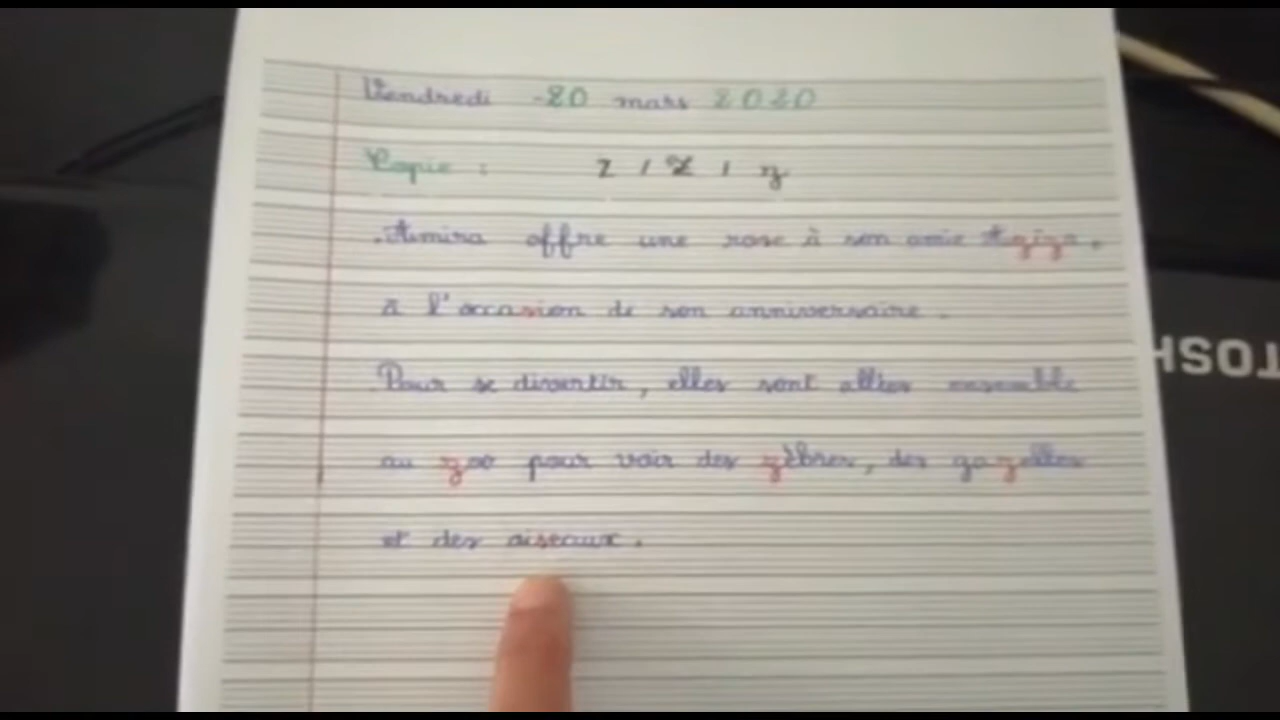 Vendredi -20 mars 2020
Copie : z / Z / z
.Amira offre une rose à son amie Aziza.
à l'occasion de son anniversaire.
Pour se divertir, elles sont allées ensemble
au zoo pour voir des zèbres, des gazelles
et des oiseaux.
TOSH